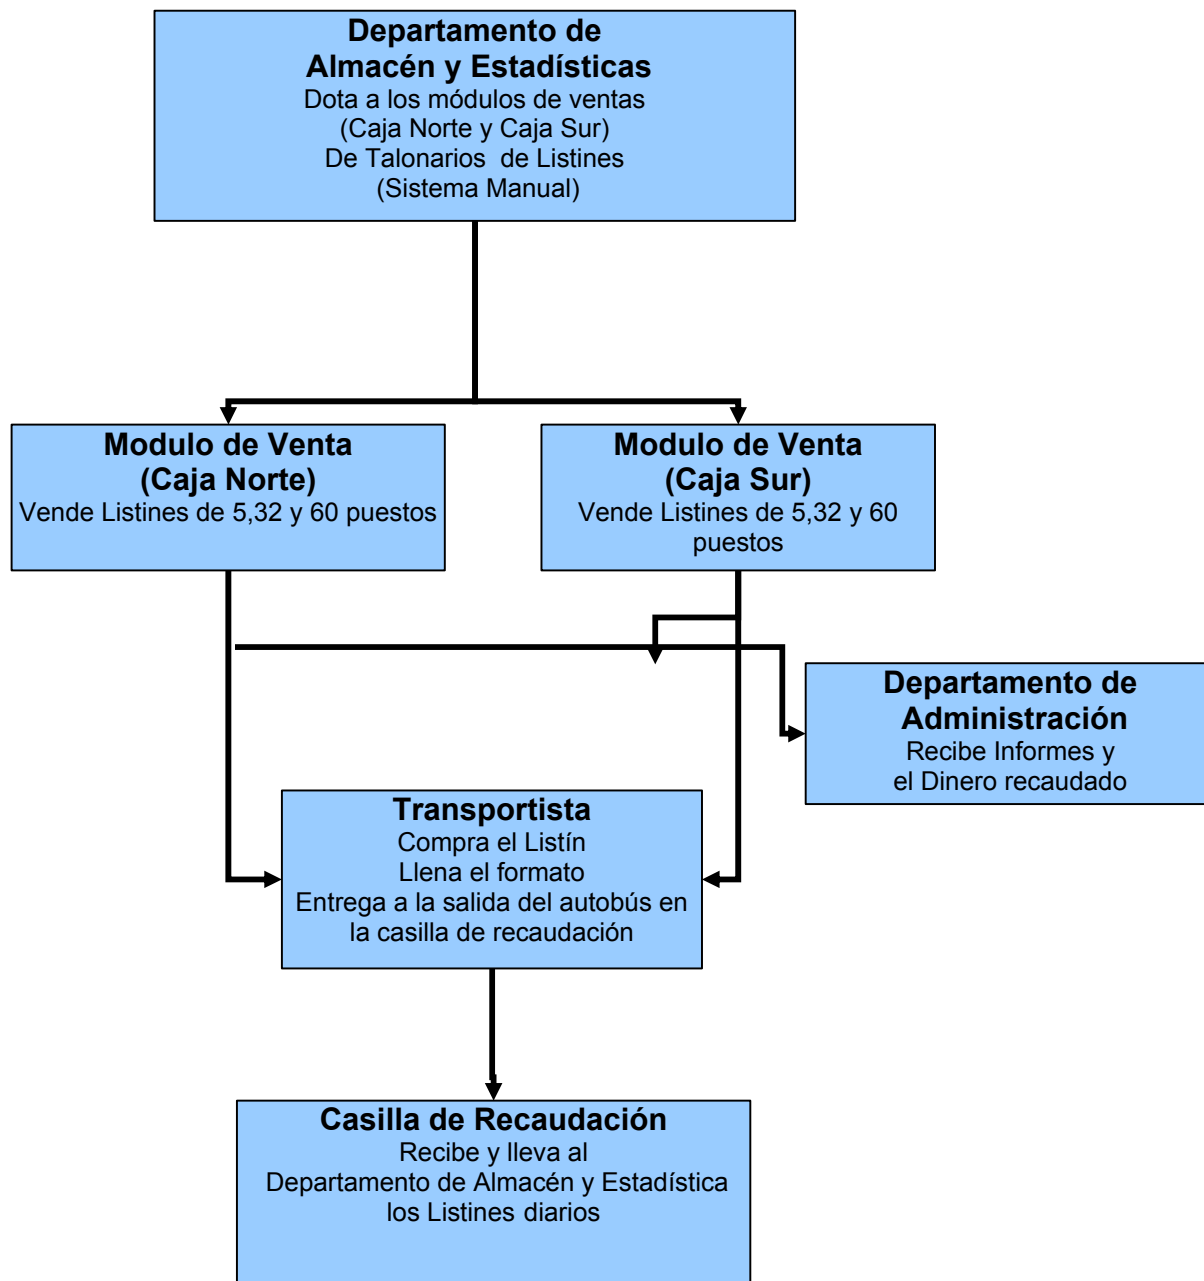 Departamento de
Almacén y Estadísticas
Dota a los módulos de ventas
(Caja Norte y Caja Sur)
De Talonarios de Listines
(Sistema Manual)
Modulo de Venta
(Caja Norte)
Vende Listines de 5,32 y 60 puestos
Modulo de Venta
(Caja Sur)
Vende Listines de 5,32 y 60
puestos
Departamento de
Administración
Recibe Informes y
el Dinero recaudado
Transportista
Compra el Listín
Llena el formato
Entrega a la salida del autobús en
la casilla de recaudación
Casilla de Recaudación
Recibe y lleva al
Departamento de Almacén y Estadística
los Listines diarios